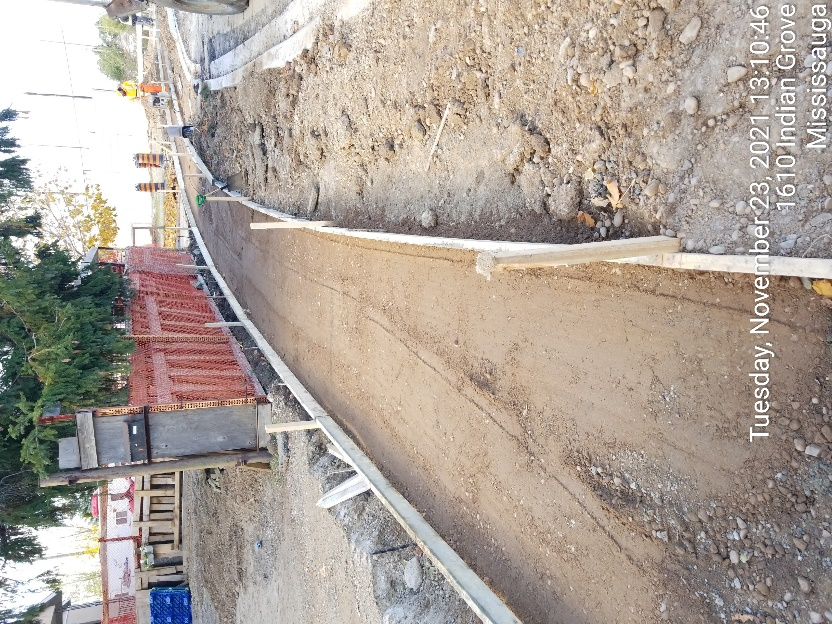 Tuesday, November 23, 2021 13:10:46
1610 Indian Grove
Mississauga